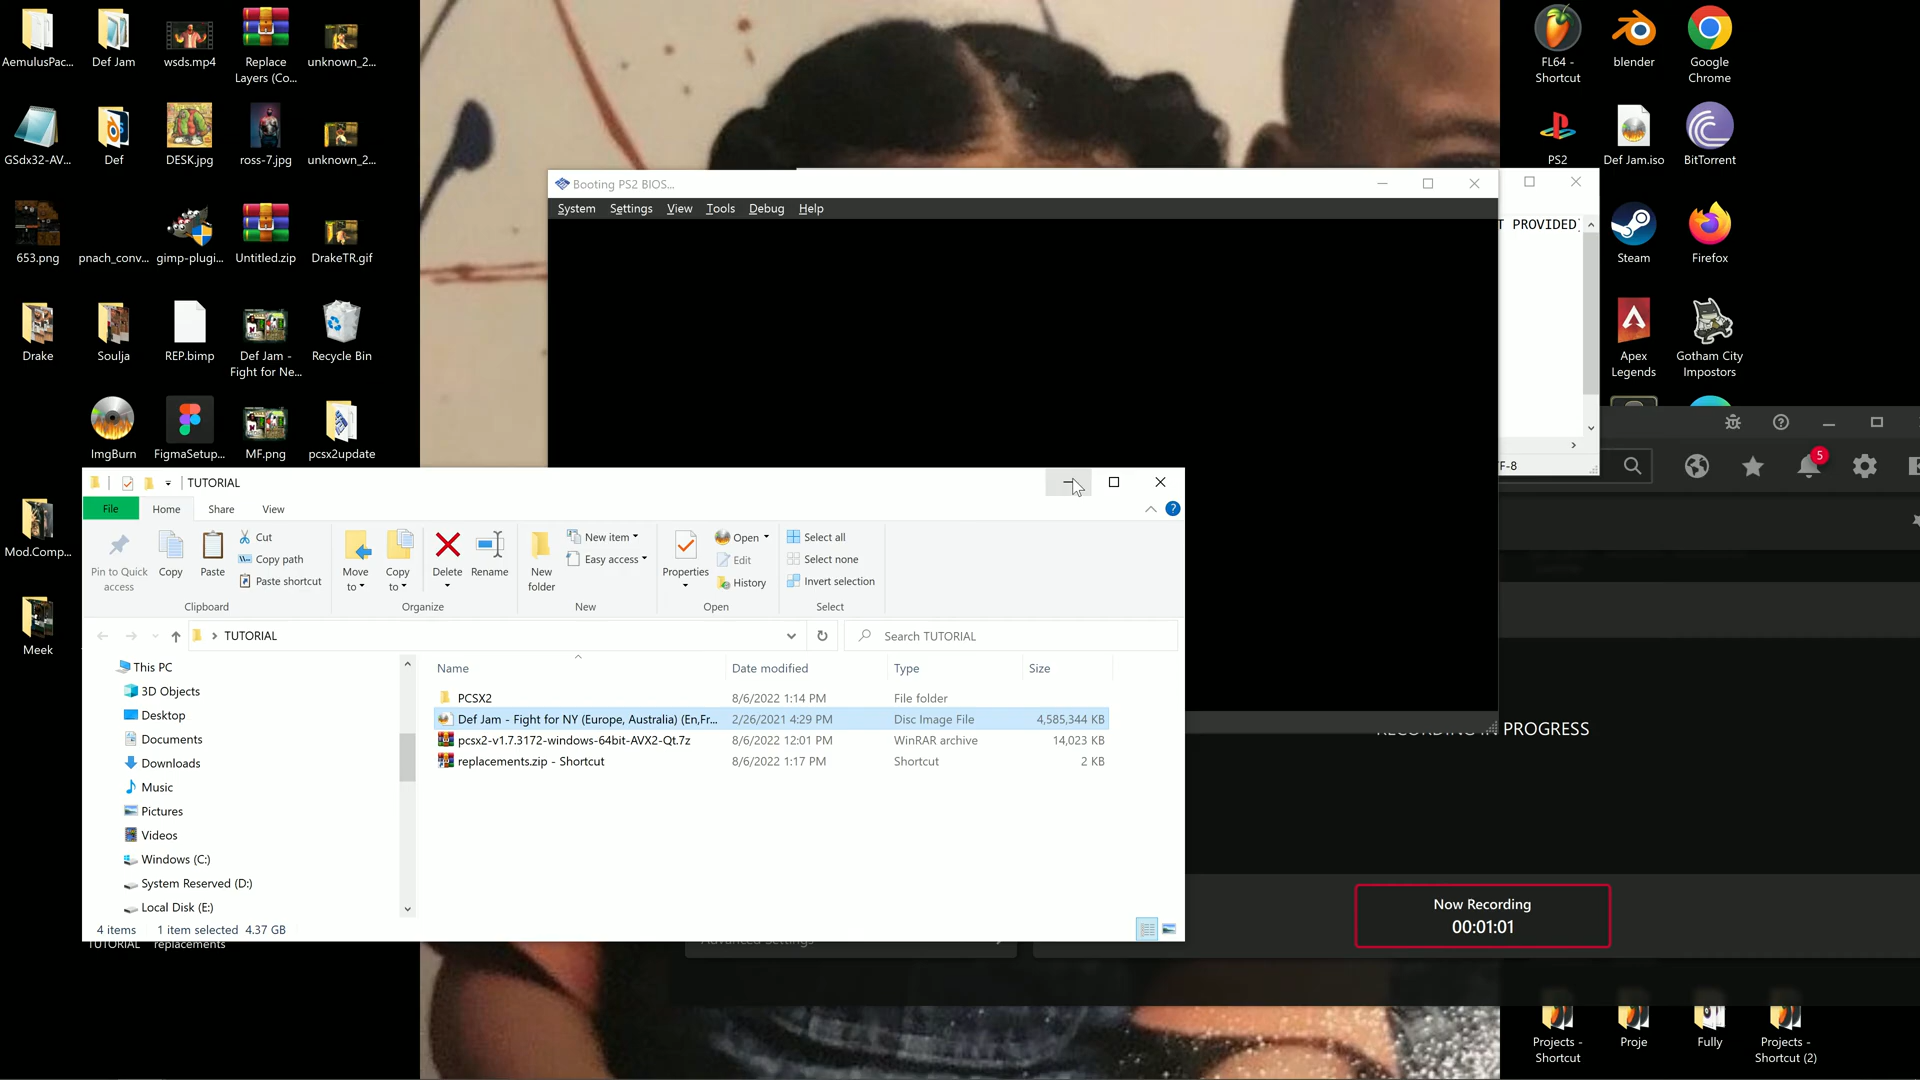 AemulusPac...
Def Jam
wsds.mp4
Replace
Layers (Co...
unknown_2...
GSdx32-AV...
Def
DESK.jpg
ross-7.jpg
unknown_2...
653.png
pnach_conv...
gimp-plugi...
Untitled.zip
DrakeTR.gif
Drake
Soulja
REP.bimp
Def Jam -
Fight for Ne...
Recycle Bin
ImgBurn
FigmaSetup...
MF.png
pcsx2update
Mod.Comp...
Meek
FL64 -
Shortcut
blender
Google
Chrome
PS2
Def Jam.iso
BitTorrent
Steam
Firefox
Apex
Legends
Gotham City
Impostors
Booting PS2 BIOS...
System Settings View Tools Debug Help
T PROVIDED
TF-8
5
TUTORIAL
File Home Share View
?
Pin to Quick
access
Copy
Paste
Cut
Copy path
Paste shortcut
Clipboard
Move
to
Copy
to
Delete
Rename
Organize
New
folder
New item
Easy access
New
Properties
Open
Edit
History
Open
Select all
Select none
Invert selection
Select
TUTORIAL
Search TUTORIAL
This PC
3D Objects
Desktop
Documents
Downloads
Music
Pictures
Videos
Windows (C:)
System Reserved (D:)
Local Disk (E:)
Name Date modified Type Size
PCSX2 8/6/2022 1:14 PM File folder
Def Jam - Fight for NY (Europe, Australia) (En,Fr... 2/26/2021 4:29 PM Disc Image File 4,585,344 KB
pcsx2-v1.7.3172-windows-64bit-AVX2-Qt.7z 8/6/2022 12:01 PM WinRAR archive 14,023 KB
replacements.zip - Shortcut 8/6/2022 1:17 PM Shortcut 2 KB
4 items 1 item selected 4.37 GB
TUTORIAL
replacements
Advanced Settings
RECORDING IN PROGRESS
Now Recording
00:01:01
Projects -
Shortcut
Proje
Fully
Projects -
Shortcut (2)